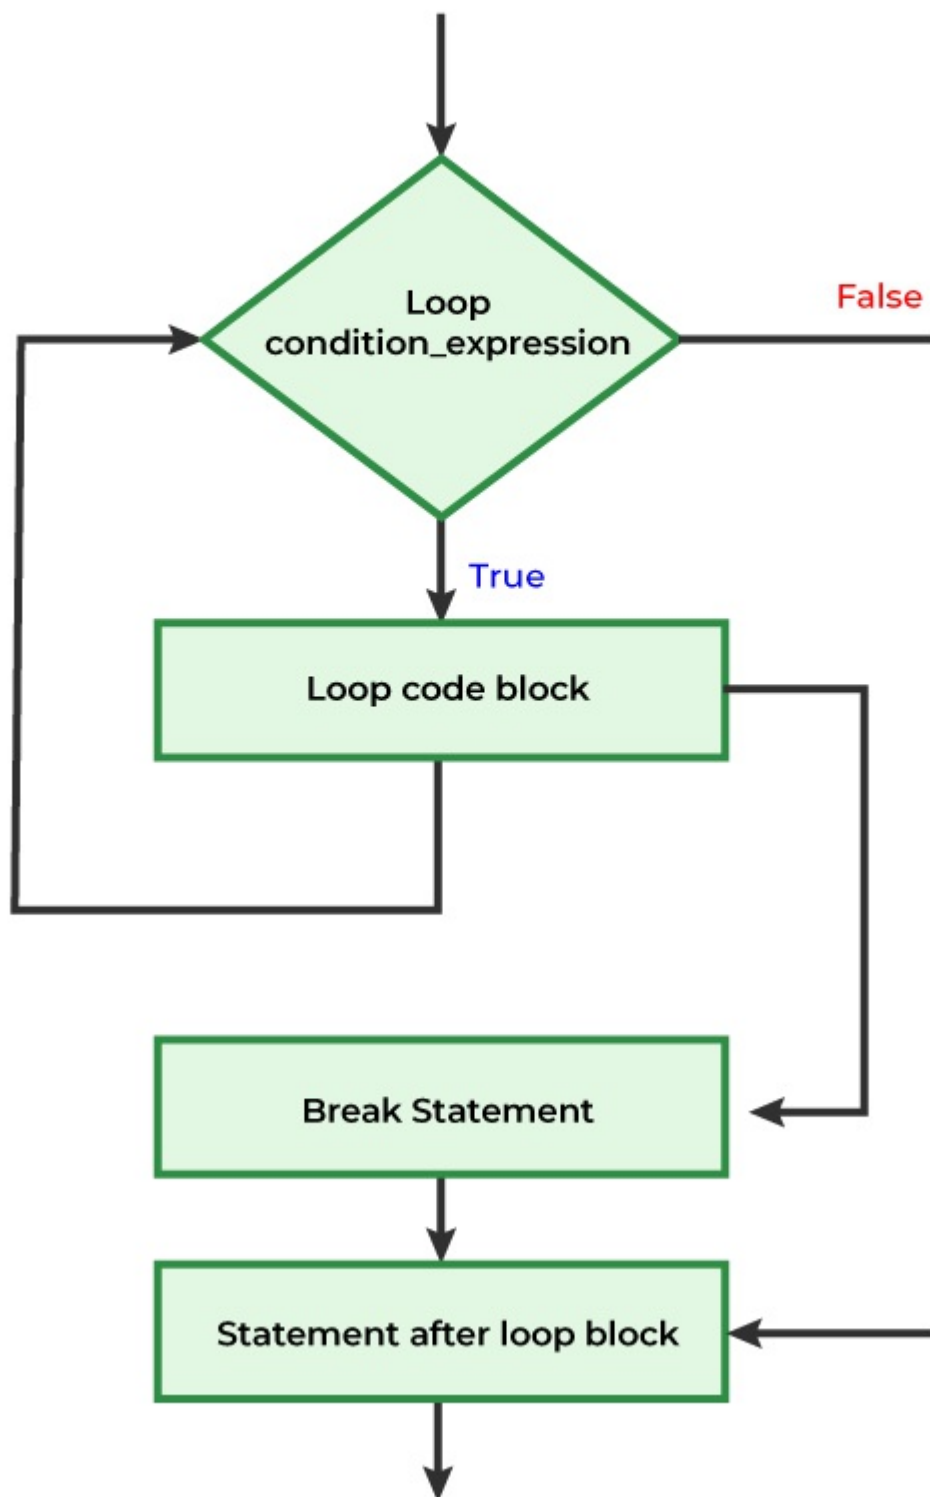 Loop
condition_expression
False
True
Loop code block
Break Statement
Statement after loop block